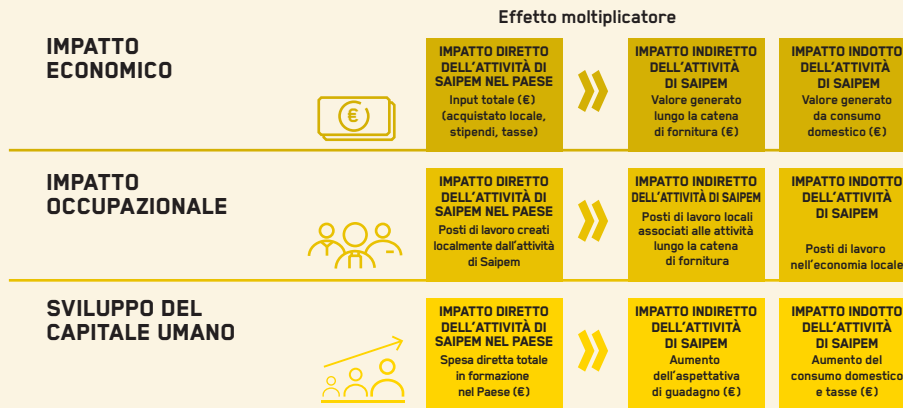 Effetto moltiplicatore
IMPATTO
ECONOMICO
€
IMPATTO DIRETTO
DELL'ATTIVITÀ DI
SAIPEM NEL PAESE
Input totale (€)
(acquistato locale,
stipendi, tasse)
IMPATTO INDIRETTO
DELL'ATTIVITÀ
DI SAIPEM
Valore generato
lungo la catena
di fornitura (€)
IMPATTO INDOTTO
DELL'ATTIVITÀ
DI SAIPEM
Valore generato
da consumo
domestico (€)
IMPATTO
OCCUPAZIONALE
IMPATTO DIRETTO
DELL'ATTIVITÀ DI
SAIPEM NEL PAESE
Posti di lavoro creati
localmente dall'attività
di Saipem
IMPATTO INDIRETTO
DELL'ATTIVITÀ DI SAIPEM
Posti di lavoro locali
associati alle attività
lungo la catena
di fornitura
IMPATTO INDOTTO
DELL'ATTIVITÀ
DI SAIPEM
Posti di lavoro
nell'economia locale
SVILUPPO DEL
CAPITALE UMANO
IMPATTO DIRETTO
DELL'ATTIVITÀ DI
SAIPEM NEL PAESE
Spesa diretta totale
in formazione
nel Paese (€)
IMPATTO INDIRETTO
DELL'ATTIVITÀ
DI SAIPEM
Aumento
dell'aspettativa
di guadagno (€)
IMPATTO INDOTTO
DELL'ATTIVITÀ
DI SAIPEM
Aumento del
consumo domestico
e tasse (€)